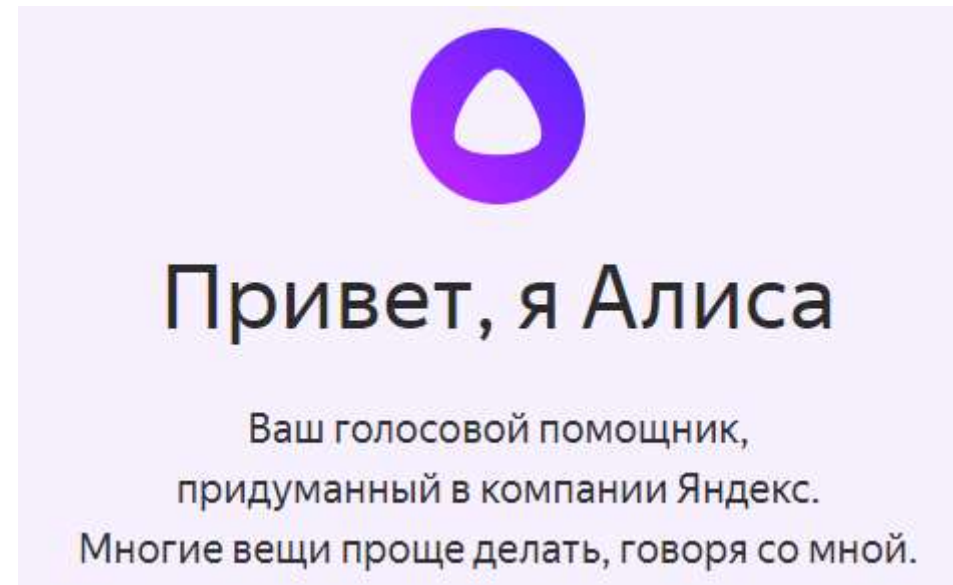 Привет, я Алиса
Ваш голосовой помощник,
придуманный в компании Яндекс.
Многие вещи проще делать, говоря со мной.